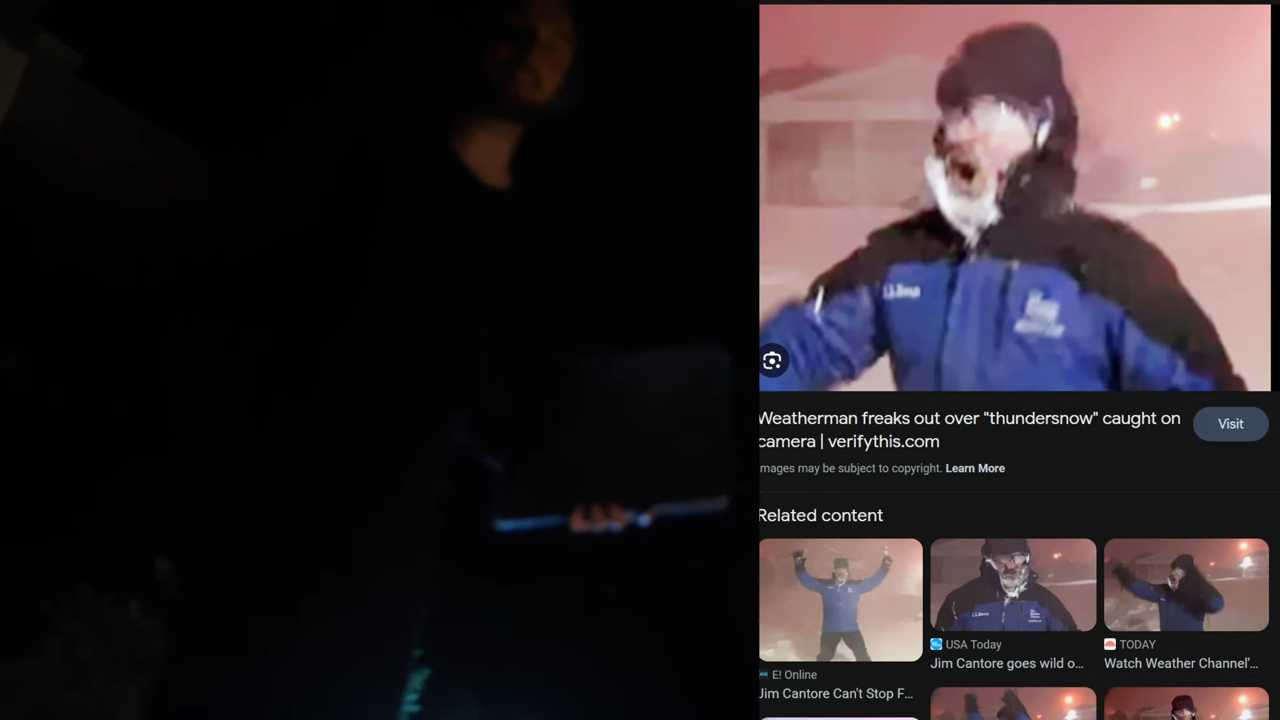 L.L.Bean
Weatherman freaks out over "thundersnow" caught on
camera | verifythis.com
Visit
mages may be subject to copyright. Learn More
Related content
E! Online
Jim Cantore Can't Stop F...
USA Today
Jim Cantore goes wild o...
TODAY
Watch Weather Channel'...